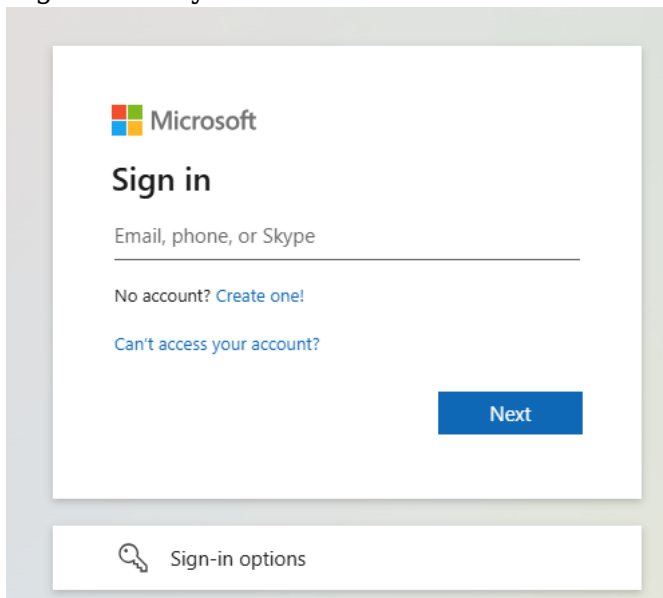 Microsoft
Sign in
Email, phone, or Skype
No account? Create one!
Can't access your account?
Next
Sign-in options